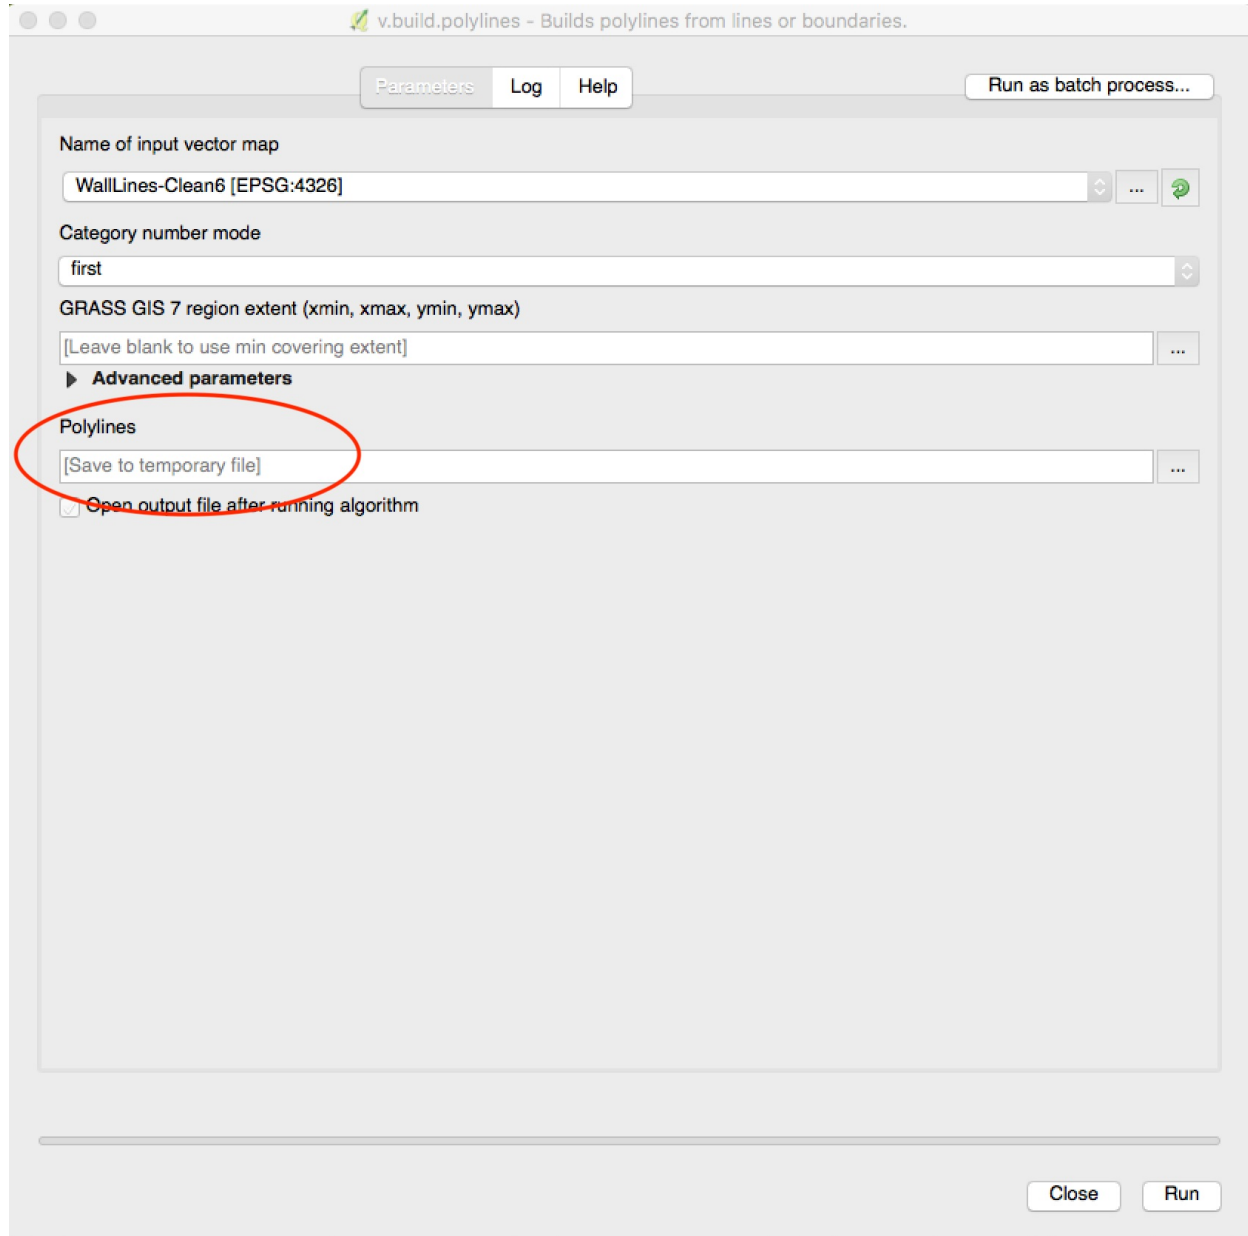 v.build.polylines - Builds polylines from lines or boundaries.
Parameters Log Help Run as batch process...
Name of input vector map
WallLines-Clean6 [EPSG:4326] ...
Category number mode
first
GRASS GIS 7 region extent (xmin, xmax, ymin, ymax)
[Leave blank to use min covering extent] ...
Advanced parameters
Polylines
[Save to temporary file] ...
Open output file after running algorithm
Close Run